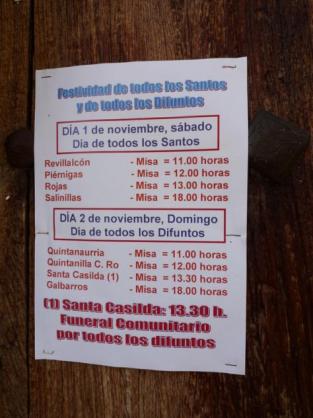 Festividad de todos los Santos
y de todos los Difuntos
DÍA 1 de noviembre, sábado
Dia de todos los Santos
Revillalcón - Misa = 11.00 horas
Piérnigas - Misa = 12.00 horas
Rojas - Misa = 13.00 horas
Salinillas - Misa = 18.00 horas
DÍA 2 de noviembre, Domingo
Dia de todos los Difuntos
Quintanaurria - Misa = 11.00 horas
Quintanilla C. Ro - Misa = 12.00 horas
Santa Casilda (1) - Misa = 13.30 horas
Galbarros - Misa = 18.00 horas
(1) Santa Casilda: 13.30 h.
Funeral Comunitario
por todos los difuntos